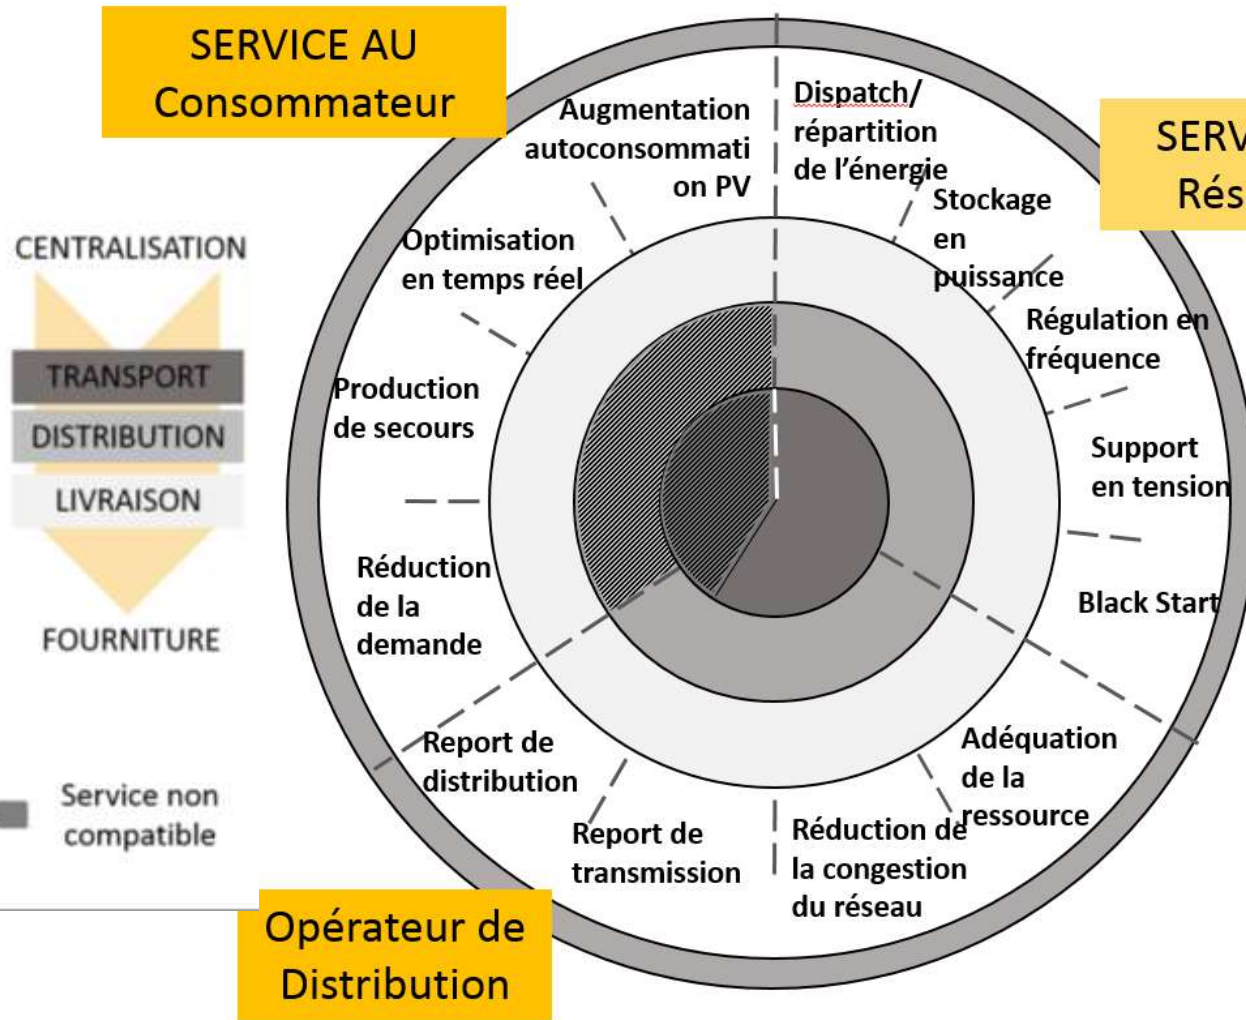 SERVICE AU
Consommateur
SERV
Rés
CENTRALISATION
TRANSPORT
DISTRIBUTION
LIVRAISON
FOURNITURE
Service non
compatible
Augmentation
autoconsommati
on PV
Optimisation
en temps réel
Production
de secours
Réduction
de la
demande
Dispatch/
répartition
de l'énergie
Stockage
en
puissance
Régulation en
fréquence
Support
en tension
Black Start
Adéquation
de la
ressource
Réduction de
la congestion
du réseau
Report de
transmission
Report de
distribution
Opérateur de
Distribution